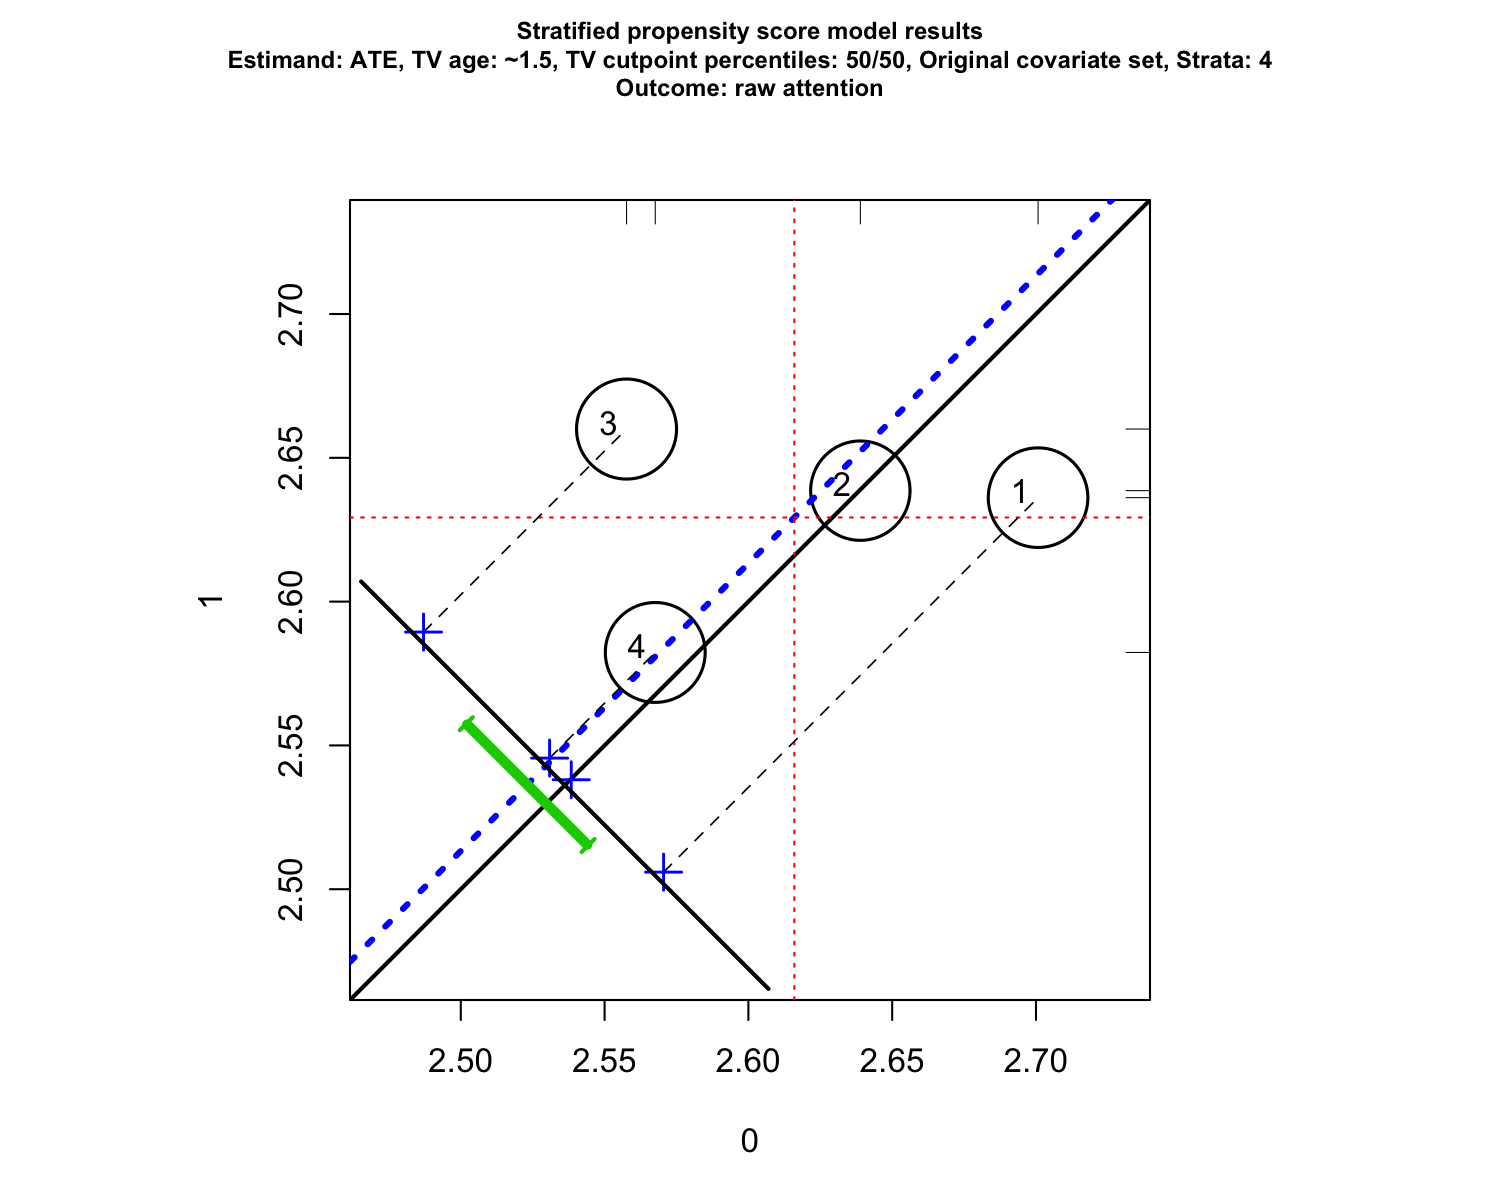 Stratified propensity score model results
Estimand: ATE, TV age: ~1.5, TV cutpoint percentiles: 50/50, Original covariate set, Strata: 4
Outcome: raw attention
2.70
2.65
2.60
2.55
2.50
1
3
2
1
4
2.50 2.55 2.60 2.65 2.70
0